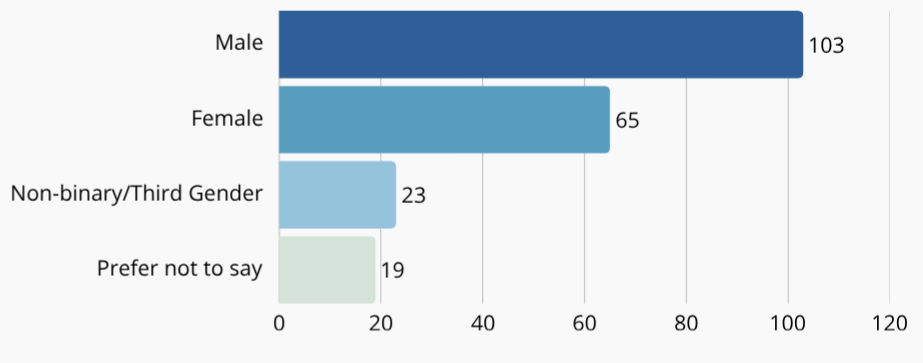 Male 103
Female 65
Non-binary/Third Gender 23
Prefer not to say 19
0 20 40 60 80 100 120